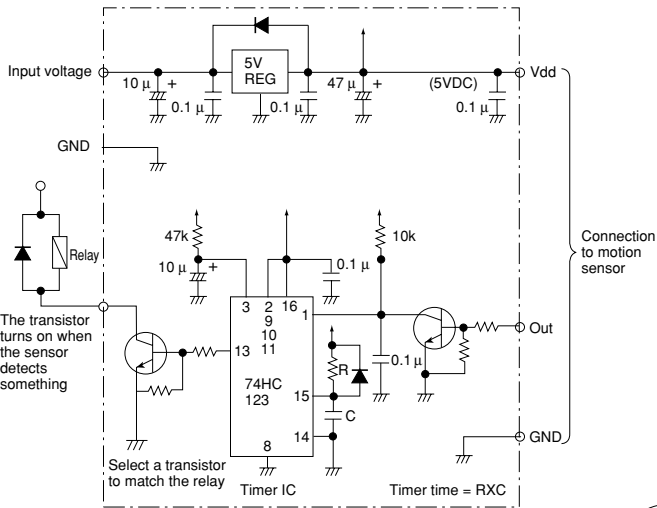 Input voltage
10 μ
+
0.1 μ
5V
REG
0.1 μ
47 μ
+
(5VDC)
0.1 μ
Vdd
GND
47k
10 μ
+
0.1 μ
10k
Relay
Connection
to motion
sensor
The transistor
turns on when
the sensor
detects
something
3
2
16
9
10
11
1
13
74HC
123
15
14
8
R
C
0.1 μ
Out
GND
Select a transistor
to match the relay
Timer IC
Timer time = RXC